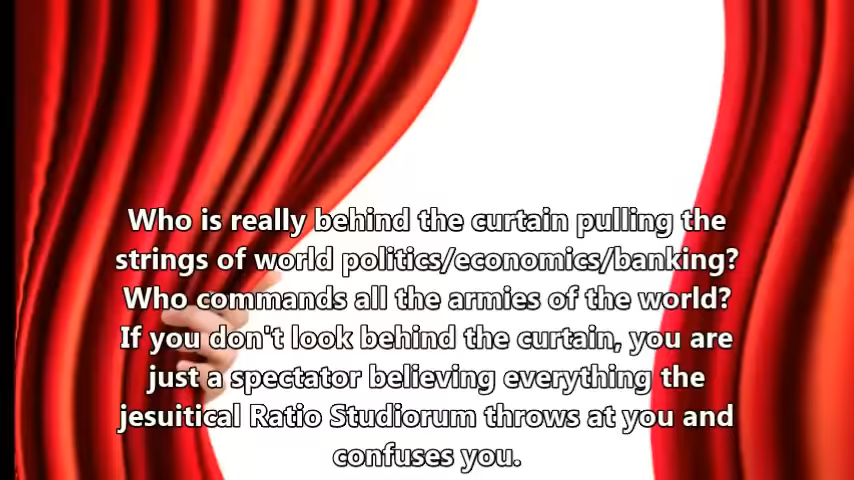 Who is really behind the curtain pulling the
strings of world politics/economics/banking?
Who commands all the armies of the world?
If you don't look behind the curtain, you are
just a spectator believing everything the
jesuitical Ratio Studiorum throws at you and
confuses you.